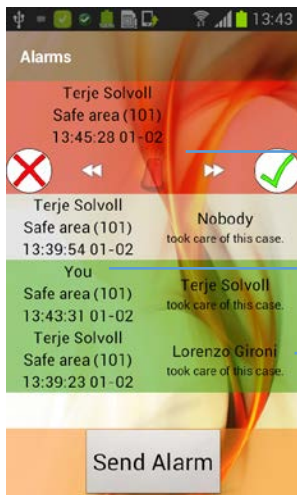 13:43
Alarms
Terje Solvoll
Safe area (101)
13:45:28 01-02
Terje Solvoll
Safe area (101)
13:39:54 01-02
Nobody
took care of this case.
You
Safe area (101)
13:43:31 01-02
Terje Solvoll
took care of this case.
Terje Solvoll
Safe area (101)
13:39:23 01-02
Lorenzo Gironi
took care of this case.
Send Alarm